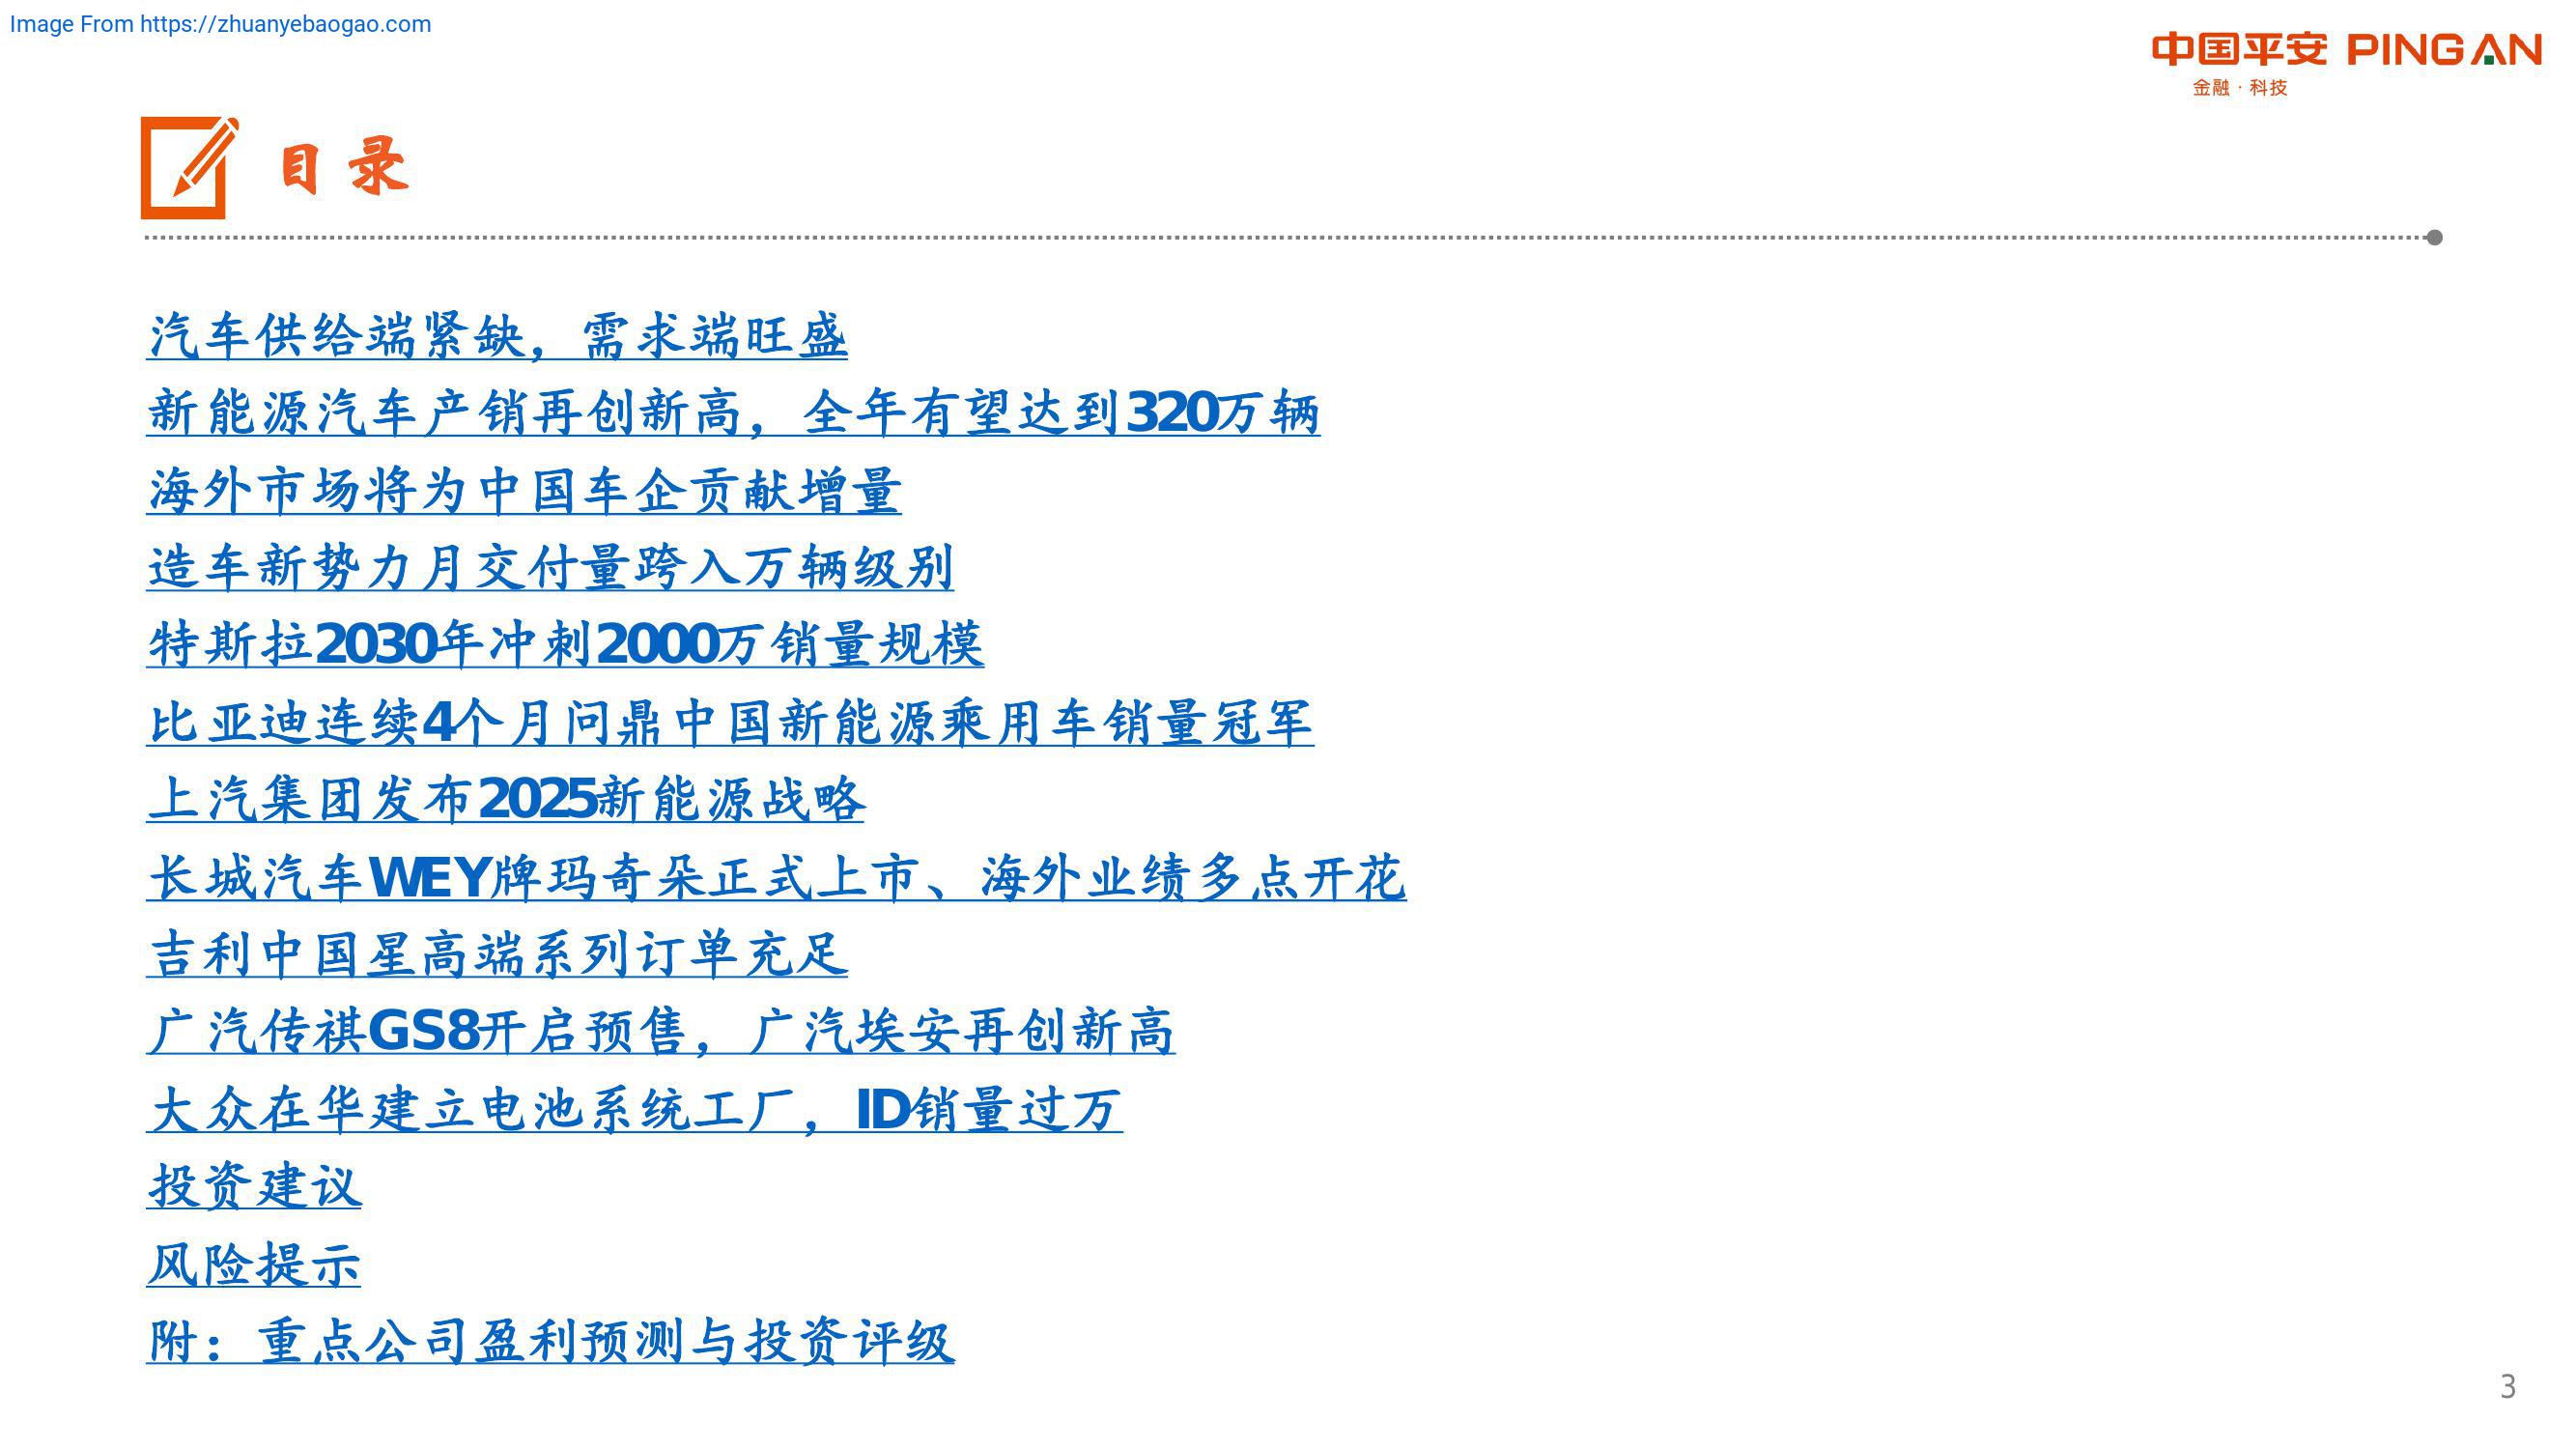 Image From https://zhuanyebaogao.com
中国平安 PINGAN
金融·科技
目录
汽车供给端紧缺，需求端旺盛
新能源汽车产销再创新高，全年有望达到320万辆
海外市场将为中国车企贡献增量
造车新势力月交付量跨入万辆级别
特斯拉2030年冲刺2000万销量规模
比亚迪连续4个月问鼎中国新能源乘用车销量冠军
上汽集团发布2025新能源战略
长城汽车WEY牌玛奇朵正式上市、海外业绩多点开花
吉利中国星高端系列订单充足
广汽传祺GS8开启预售，广汽埃安再创新高
大众在华建立电池系统工厂，ID销量过万
投资建议
风险提示
附：重点公司盈利预测与投资评级
3